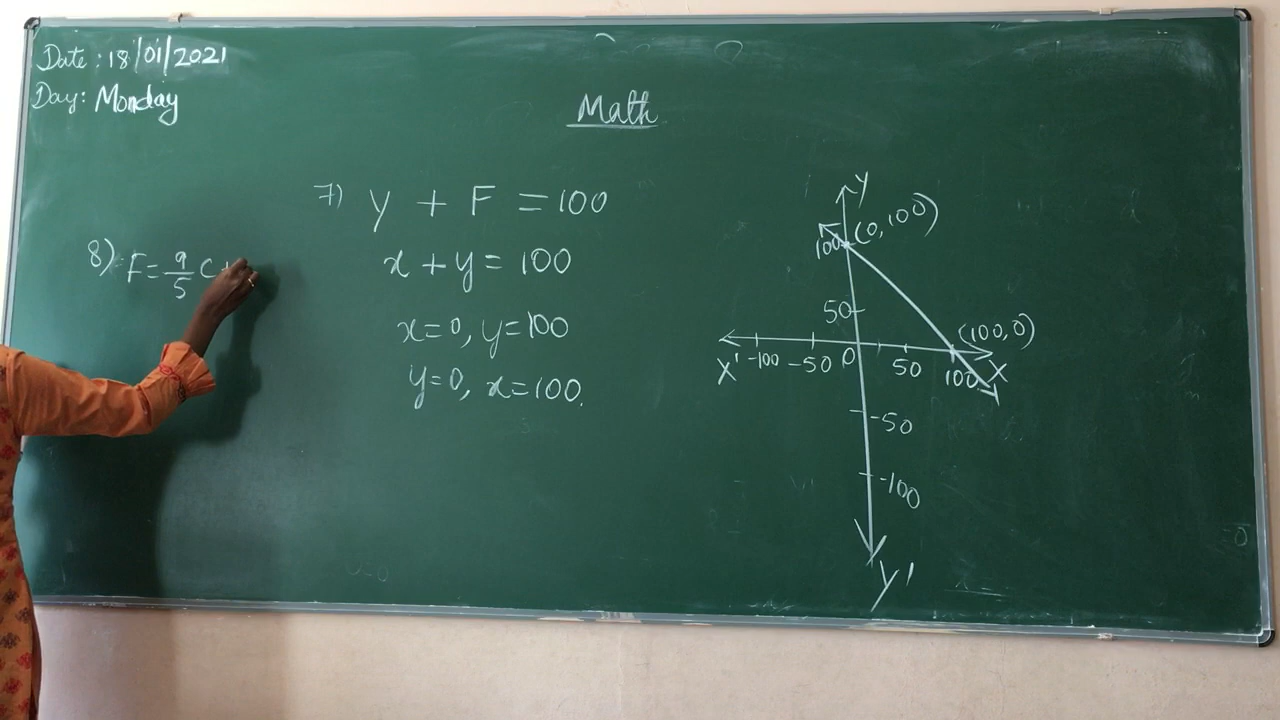 Date: 18/01/2021
Day: Monday
Math
7) Y + F = 100
x + y = 100
x=0, y=100
y=0, x=100.
8) F = 9/5 C +
Y
(0,100)
100
50
(100,0)
X' -100 -50 0 50 100 X
-50
-100
Y'